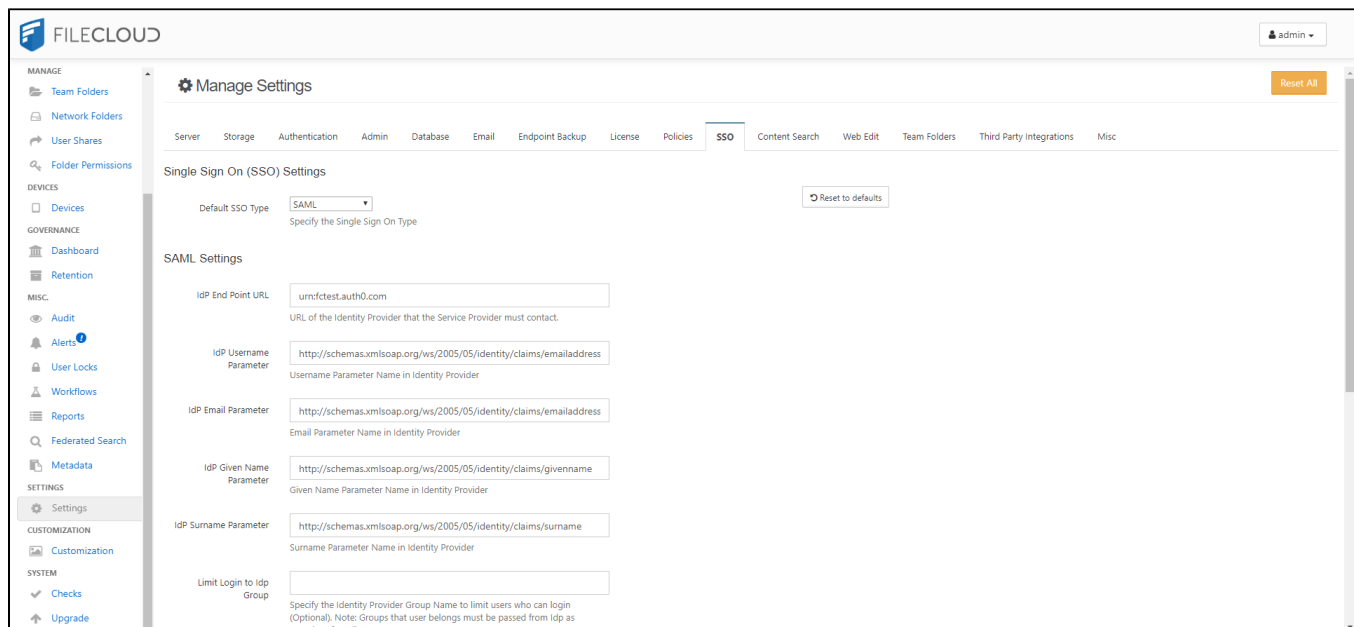 FILECLOUD
admin
MANAGE
Team Folders
Network Folders
User Shares
Folder Permissions
DEVICES
Devices
GOVERNANCE
Dashboard
Retention
MISC.
Audit
Alerts
User Locks
Workflows
Reports
Federated Search
Metadata
SETTINGS
Settings
CUSTOMIZATION
Customization
SYSTEM
Checks
Upgrade
Manage Settings
Reset All
Server Storage Authentication Admin Database Email Endpoint Backup License Policies SSO Content Search Web Edit Team Folders Third Party Integrations Misc
Single Sign On (SSO) Settings
Reset to defaults
Default SSO Type
SAML
Specify the Single Sign On Type
SAML Settings
IdP End Point URL
urn:fctest.auth0.com
URL of the Identity Provider that the Service Provider must contact.
IdP Username
Parameter
http://schemas.xmlsoap.org/ws/2005/05/identity/claims/emailaddress
Username Parameter Name in Identity Provider
IdP Email Parameter
http://schemas.xmlsoap.org/ws/2005/05/identity/claims/emailaddress
Email Parameter Name in Identity Provider
IdP Given Name
Parameter
http://schemas.xmlsoap.org/ws/2005/05/identity/claims/givenname
Given Name Parameter Name in Identity Provider
IdP Surname Parameter
http://schemas.xmlsoap.org/ws/2005/05/identity/claims/surname
Surname Parameter Name in Identity Provider
Limit Login to Idp
Group
Specify the Identity Provider Group Name to limit users who can login
(Optional). Note: Groups that user belongs must be passed from Idp as